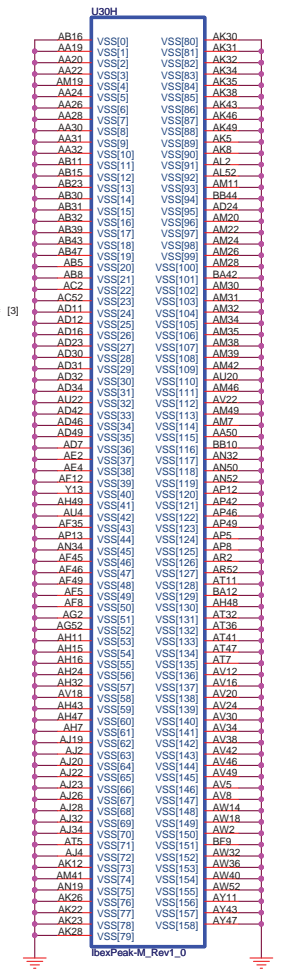 U30H
AB16 VSS[0] VSS[80] AK30
AA19 VSS[1] VSS[81] AK31
AA20 VSS[2] VSS[82] AK32
AA22 VSS[3] VSS[83] AK34
AM19 VSS[4] VSS[84] AK35
AA24 VSS[5] VSS[85] AK38
AA26 VSS[6] VSS[86] AK43
AA28 VSS[7] VSS[87] AK46
AA30 VSS[8] VSS[88] AK49
AA31 VSS[9] VSS[89] AK5
AA32 VSS[10] VSS[90] AK8
AB11 VSS[11] VSS[91] AL2
AB15 VSS[12] VSS[92] AL52
AB23 VSS[13] VSS[93] AM11
AB30 VSS[14] VSS[94] BB44
AB31 VSS[15] VSS[95] AD24
AB32 VSS[16] VSS[96] AM20
AB39 VSS[17] VSS[97] AM22
AB43 VSS[18] VSS[98] AM24
AB47 VSS[19] VSS[99] AM26
AB5 VSS[20] VSS[100] AM28
AB8 VSS[21] VSS[101] BA42
AC2 VSS[22] VSS[102] AM30
AC52 VSS[23] VSS[103] AM31
[3] AD11 VSS[24] VSS[104] AM32
AD12 VSS[25] VSS[105] AM34
AD16 VSS[26] VSS[106] AM35
AD23 VSS[27] VSS[107] AM38
AD30 VSS[28] VSS[108] AM39
AD31 VSS[29] VSS[109] AM42
AD32 VSS[30] VSS[110] AU20
AD34 VSS[31] VSS[111] AM46
AU22 VSS[32] VSS[112] AV22
AD42 VSS[33] VSS[113] AM49
AD46 VSS[34] VSS[114] AM7
AD49 VSS[35] VSS[115] AA50
AD7 VSS[36] VSS[116] BB10
AE2 VSS[37] VSS[117] AN32
AE4 VSS[38] VSS[118] AN50
AF12 VSS[39] VSS[119] AN52
Y13 VSS[40] VSS[120] AP12
AH49 VSS[41] VSS[121] AP42
AU4 VSS[42] VSS[122] AP46
AF35 VSS[43] VSS[123] AP49
AP13 VSS[44] VSS[124] AP5
AN34 VSS[45] VSS[125] AP8
AF45 VSS[46] VSS[126] AR2
AF46 VSS[47] VSS[127] AR52
AF49 VSS[48] VSS[128] AT11
AF5 VSS[49] VSS[129] BA12
AF8 VSS[50] VSS[130] AH48
AG2 VSS[51] VSS[131] AT32
AG52 VSS[52] VSS[132] AT36
AH11 VSS[53] VSS[133] AT41
AH15 VSS[54] VSS[134] AT47
AH16 VSS[55] VSS[135] AT7
AH24 VSS[56] VSS[136] AV12
AH32 VSS[57] VSS[137] AV16
AV18 VSS[58] VSS[138] AV20
AH43 VSS[59] VSS[139] AV24
AH47 VSS[60] VSS[140] AV30
AH7 VSS[61] VSS[141] AV34
AJ19 VSS[62] VSS[142] AV38
AJ2 VSS[63] VSS[143] AV42
AJ20 VSS[64] VSS[144] AV46
AJ22 VSS[65] VSS[145] AV49
AJ23 VSS[66] VSS[146] AV5
AJ26 VSS[67] VSS[147] AV8
AJ28 VSS[68] VSS[148] AW14
AJ32 VSS[69] VSS[149] AW18
AJ34 VSS[70] VSS[150] AW2
AT5 VSS[71] VSS[151] BF9
AJ4 VSS[72] VSS[152] AW32
AK12 VSS[73] VSS[153] AW36
AM41 VSS[74] VSS[154] AW40
AN19 VSS[75] VSS[155] AW52
AK26 VSS[76] VSS[156] AY11
AK22 VSS[77] VSS[157] AY43
AK23 VSS[78] VSS[158] AY47
AK28 VSS[79]
IbexPeak-M_Rev1_0